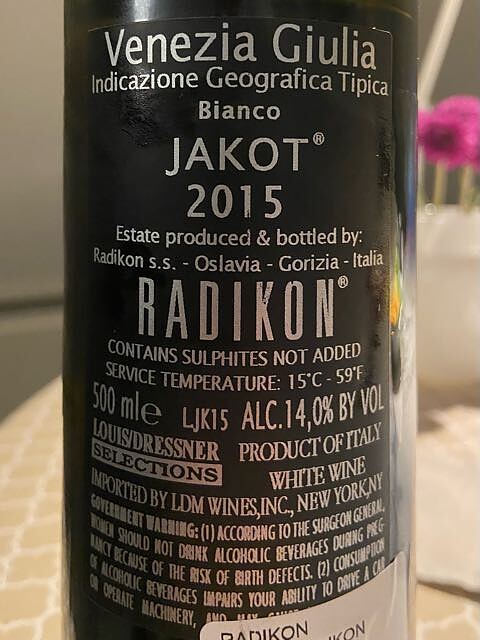 Venezia Giulia
Indicazione Geografica Tipica
Bianco
JAKOT®
2015
Estate produced & bottled by:
Radikon s.s. - Oslavia - Gorizia - Italia
RADIKON®
CONTAINS SULPHITES NOT ADDED
SERVICE TEMPERATURE: 15°C - 59°F
500 ml℮ LJK15 ALC.14,0% BY VOL
LOUIS/DRESSNER
SELECTIONS
PRODUCT OF ITALY
WHITE WINE
IMPORTED BY LDM WINES,INC., NEW YORK,NY
GOVERNMENT WARNING: (1) ACCORDING TO THE SURGEON GENERAL,
WOMEN SHOULD NOT DRINK ALCOHOLIC BEVERAGES DURING PREG-
NANCY BECAUSE OF THE RISK OF BIRTH DEFECTS. (2) CONSUMPTION
OF ALCOHOLIC BEVERAGES IMPAIRS YOUR ABILITY TO DRIVE A CAR
OR OPERATE MACHINERY, AND MAY
RADIKON